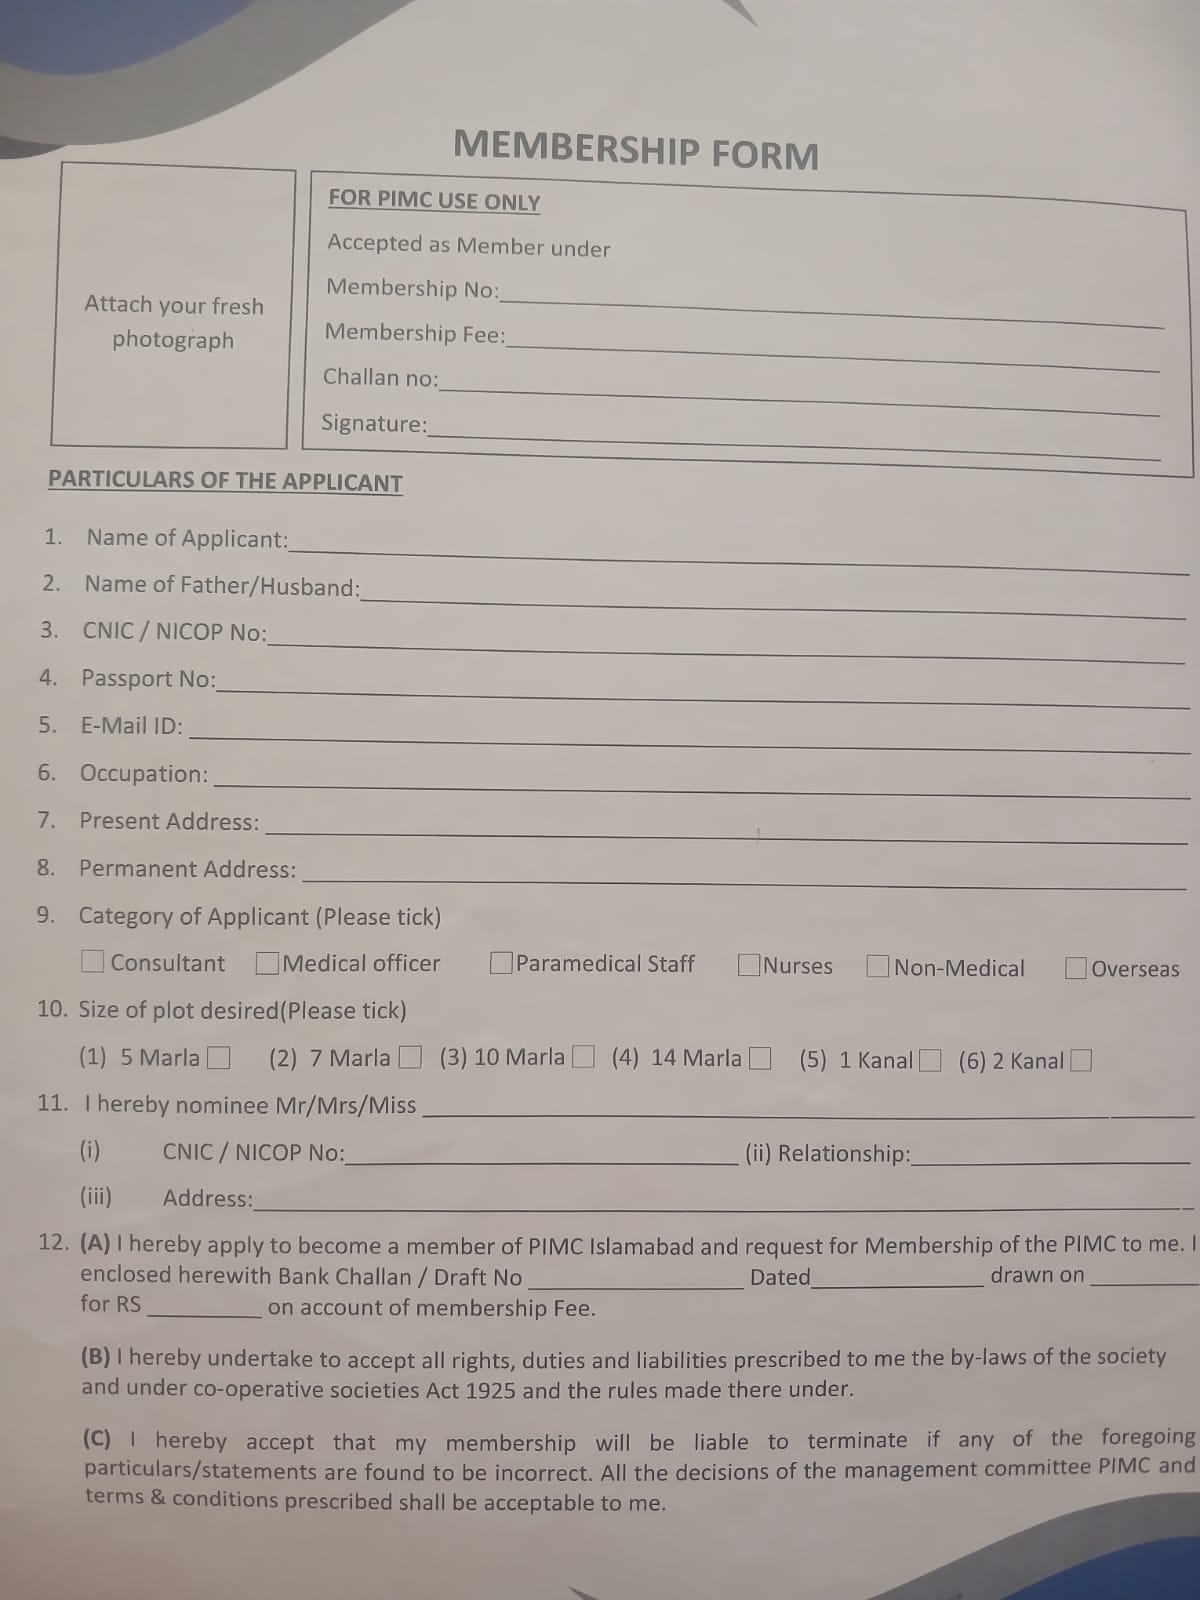 MEMBERSHIP FORM
Attach your fresh
photograph
FOR PIMC USE ONLY
Accepted as Member under
Membership No:
Membership Fee:
Challan no:
Signature:
PARTICULARS OF THE APPLICANT
1. Name of Applicant:
2. Name of Father/Husband:
3. CNIC / NICOP No:
4. Passport No:
5. E-Mail ID:
6. Occupation:
7. Present Address:
8. Permanent Address:
9. Category of Applicant (Please tick)
Consultant Medical officer Paramedical Staff Nurses Non-Medical Overseas
10. Size of plot desired(Please tick)
(1) 5 Marla (2) 7 Marla (3) 10 Marla (4) 14 Marla (5) 1 Kanal (6) 2 Kanal
11. I hereby nominee Mr/Mrs/Miss
(i) CNIC / NICOP No: (ii) Relationship:
(iii) Address:
12. (A) I hereby apply to become a member of PIMC Islamabad and request for Membership of the PIMC to me. I
enclosed herewith Bank Challan / Draft No Dated drawn on
for RS on account of membership Fee.
(B) I hereby undertake to accept all rights, duties and liabilities prescribed to me the by-laws of the society
and under co-operative societies Act 1925 and the rules made there under.
(C) I hereby accept that my membership will be liable to terminate if any of the foregoing
particulars/statements are found to be incorrect. All the decisions of the management committee PIMC and
terms & conditions prescribed shall be acceptable to me.